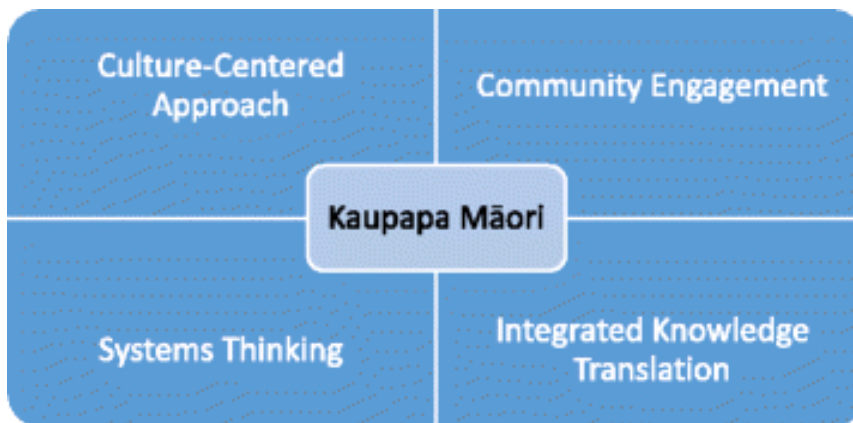 Culture-Centered
Approach
Community Engagement
Kaupapa Māori
Systems Thinking
Integrated Knowledge
Translation